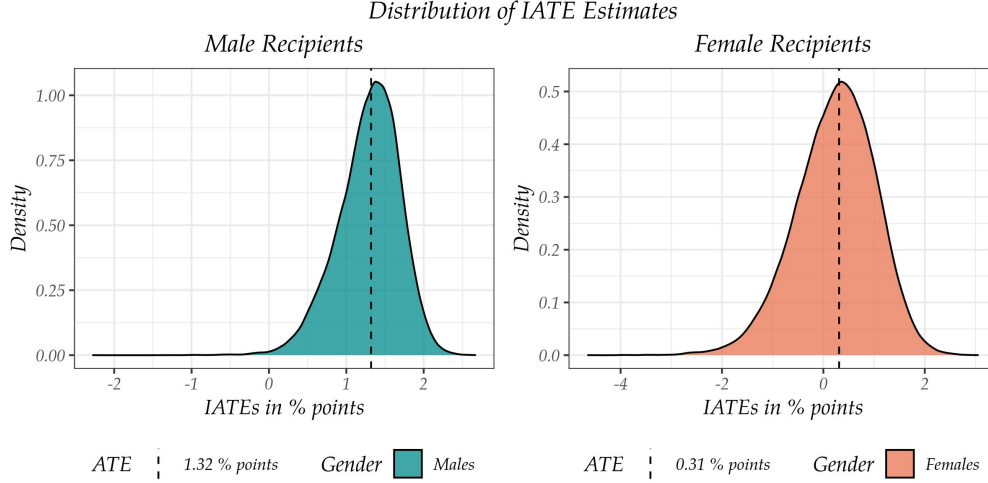 Distribution of IATE Estimates
Male Recipients
Density
1.00
0.75
0.50
0.25
0.00
-2 -1 0 1 2
IATEs in % points
ATE 1.32 % points Gender Males
Female Recipients
Density
0.5
0.4
0.3
0.2
0.1
0.0
-4 -2 0 2
IATEs in % points
ATE 0.31 % points Gender Females